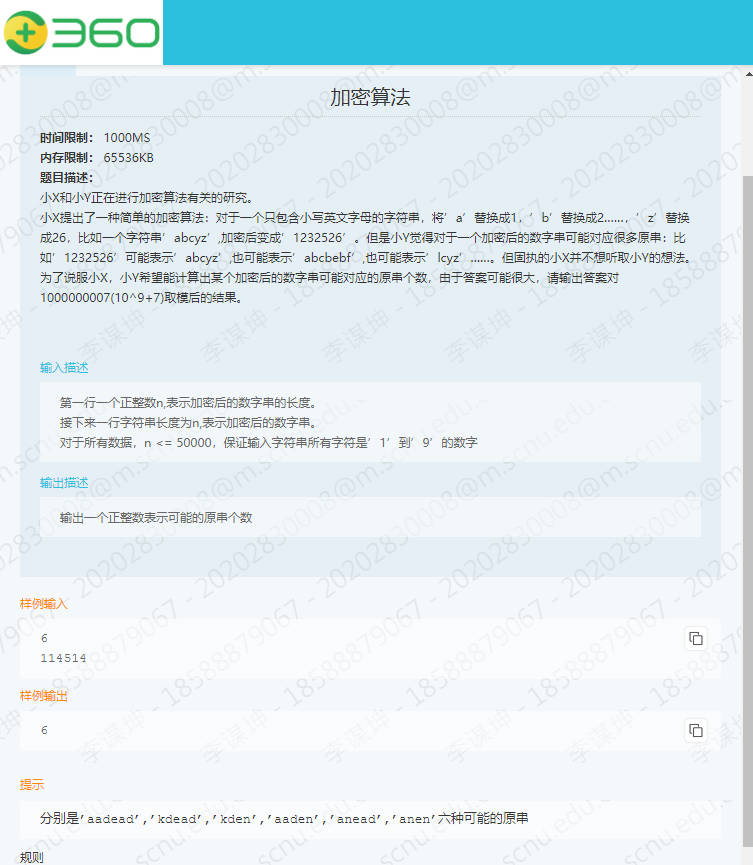 360
加密算法
时间限制: 1000MS
内存限制: 65536KB
题目描述:
小X和小Y正在进行加密算法有关的研究。
小X提出了一种简单的加密算法:对于一个只包含小写英文字母的字符串,将’a’替换成1,’b’替换成2……,’z’替换
成26,比如一个字符串’abcyz’,加密后变成’1232526’。但是小Y觉得对于一个加密后的数字串可能对应很多原串:比
如’1232526’可能表示’abcyz’,也可能表示’abcbebf’,也可能表示’lcyz’……。但固执的小X并不想听取小Y的想法。
为了说服小X,小Y希望能计算出某个加密后的数字串可能对应的原串个数,由于答案可能很大,请输出答案对
1000000007(10^9+7)取模后的结果。
输入描述
第一行一个正整数n,表示加密后的数字串的长度。
接下来一行字符串长度为n,表示加密后的数字串。
对于所有数据,n <= 50000,保证输入字符串所有字符是’1’到’9’的数字
输出描述
输出一个正整数表示可能的原串个数
样例输入
6
114514
样例输出
6
提示
分别是’aadead’,’kdead’,’kden’,’aaden’,’anead’,’anen’六种可能的原串
规则
李谋坤 - 18588879067 - 20202830008@m.scnu.edu.c